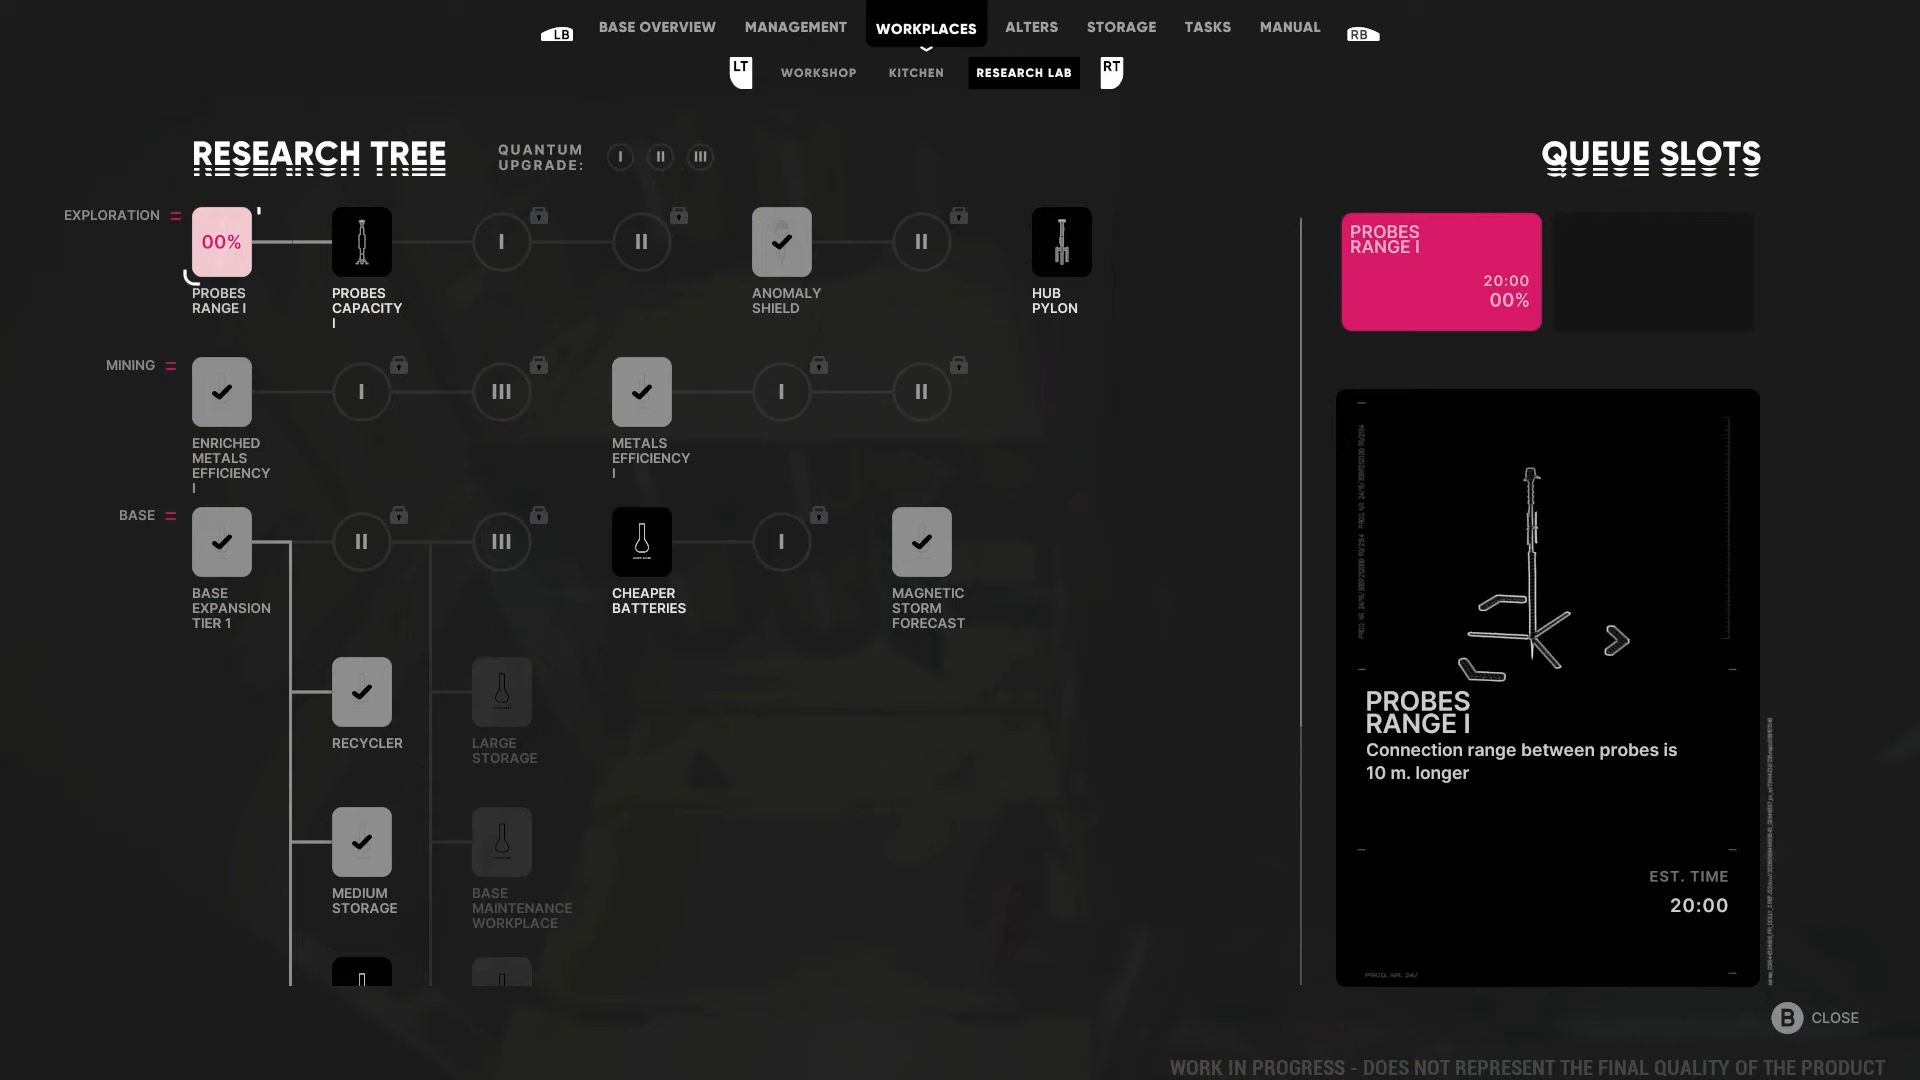 LB
BASE OVERVIEW
MANAGEMENT
WORKPLACES
ALTERS
STORAGE
TASKS
MANUAL
RB
LT
WORKSHOP
KITCHEN
RESEARCH LAB
RT
RESEARCH TREE
QUANTUM
UPGRADE:
I
II
III
QUEUE SLOTS
EXPLORATION
00%
I
II
II
PROBES
RANGE I
PROBES
CAPACITY
I
ANOMALY
SHIELD
HUB
PYLON
PROBES
RANGE I
20:00
00%
MINING
I
III
I
II
ENRICHED
METALS
EFFICIENCY
I
METALS
EFFICIENCY
I
BASE
II
III
I
BASE
EXPANSION
TIER 1
CHEAPER
BATTERIES
MAGNETIC
STORM
FORECAST
RECYCLER
LARGE
STORAGE
MEDIUM
STORAGE
BASE
MAINTENANCE
WORKPLACE
PROBES
RANGE I
Connection range between probes is
10 m. longer
EST. TIME
20:00
PROD. NR. 24/
B CLOSE
WORK IN PROGRESS - DOES NOT REPRESENT THE FINAL QUALITY OF THE PRODUCT